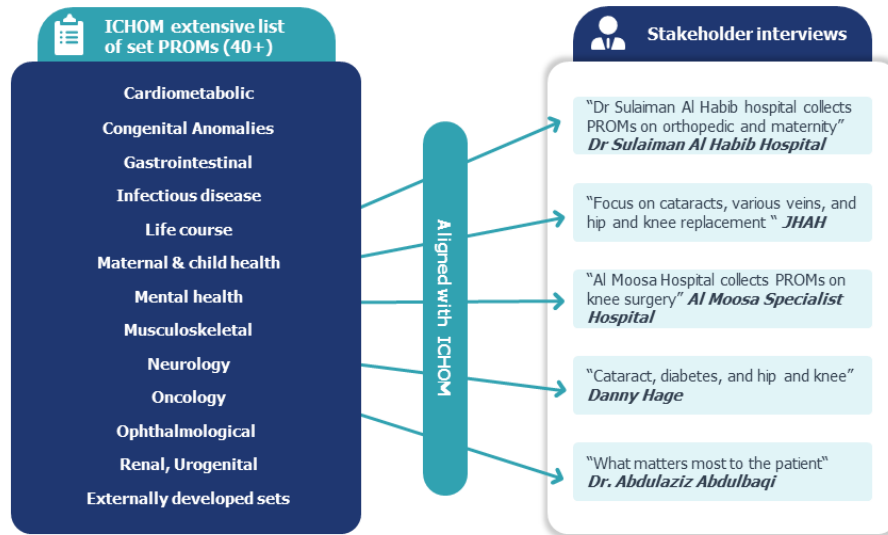 ICHOM extensive list
of set PROMs (40+)
Cardiometabolic
Congenital Anomalies
Gastrointestinal
Infectious disease
Life course
Maternal & child health
Mental health
Musculoskeletal
Neurology
Oncology
Ophthalmological
Renal, Urogenital
Externally developed sets
Aligned with ICHOM
Stakeholder interviews
“Dr Sulaiman Al Habib hospital collects
PROMs on orthopedic and maternity”
Dr Sulaiman Al Habib Hospital
“Focus on cataracts, various veins, and
hip and knee replacement “ JHAH
“Al Moosa Hospital collects PROMs on
knee surgery” Al Moosa Specialist
Hospital
“Cataract, diabetes, and hip and knee”
Danny Hage
“What matters most to the patient“
Dr. Abdulaziz Abdulbaqi